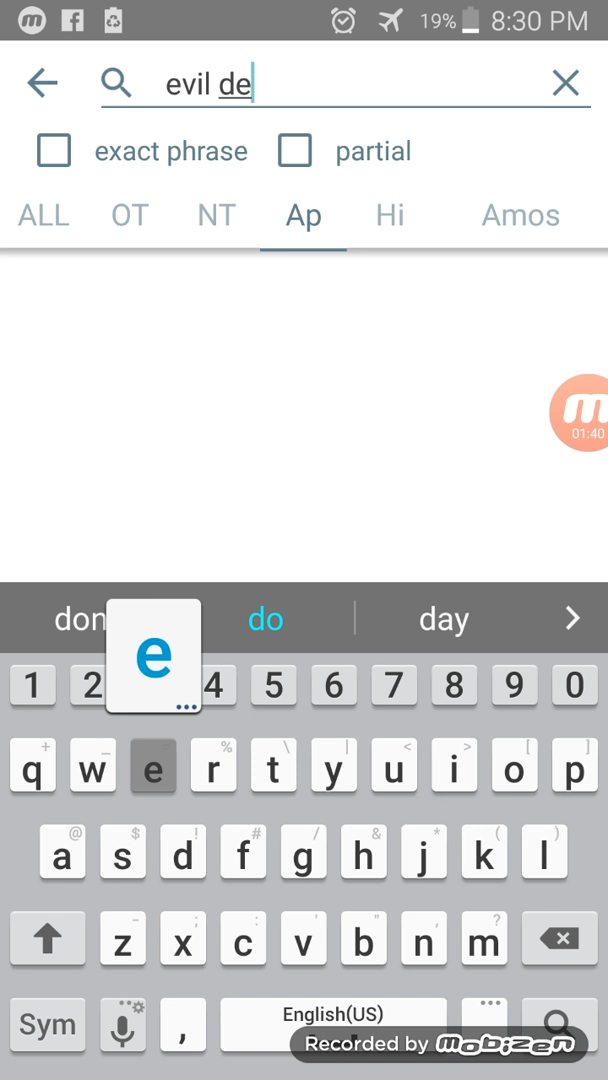 19% 8:30 PM
evil de
exact phrase partial
ALL OT NT Ap Hi Amos
01:40
do day
e
1 2 4 5 6 7 8 9 0
q w e r t y u i o p
a s d f g h j k l
z x c v b n m
Sym , English(US)
Recorded by mobizen